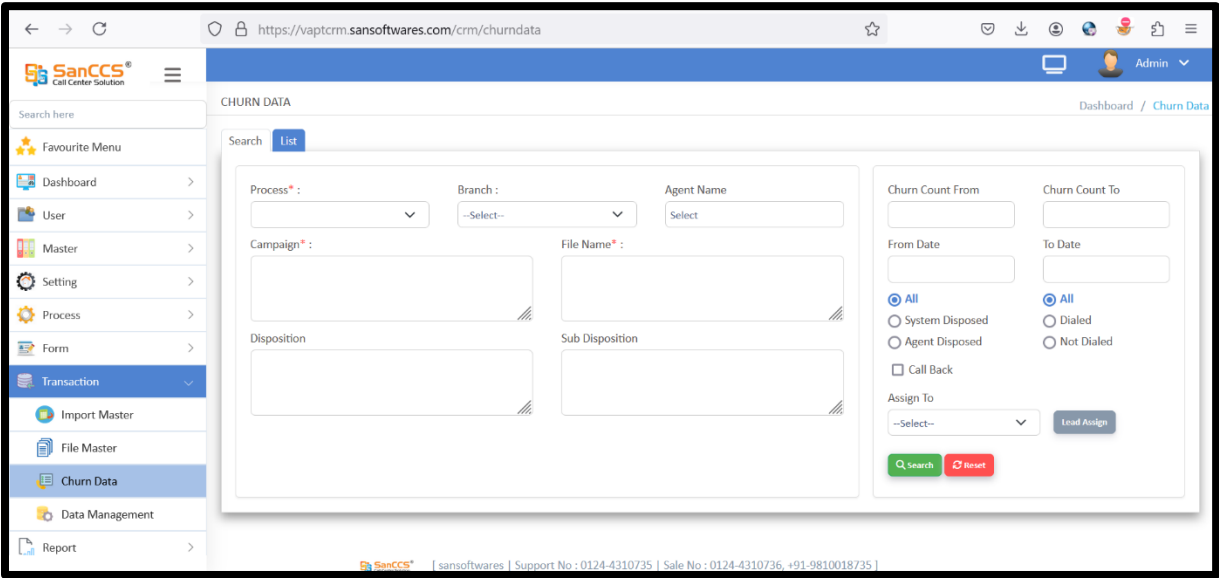 https://vaptcrm.sansoftwares.com/crm/churndata
SanCCS®
Call Center Solution
Admin
Search here
CHURN DATA
Dashboard / Churn Data
Favourite Menu
Dashboard
User
Master
Setting
Process
Form
Transaction
Import Master
File Master
Churn Data
Data Management
Report
Search List
Process* : Branch : Agent Name
--Select-- Select
Campaign* : File Name* :
Disposition Sub Disposition
Churn Count From Churn Count To
From Date To Date
All All
System Disposed Dialed
Agent Disposed Not Dialed
Call Back
Assign To
--Select-- Lead Assign
Search Reset
SanCCS® [ sansoftwares | Support No : 0124-4310735 | Sale No : 0124-4310736, +91-9810018735 ]